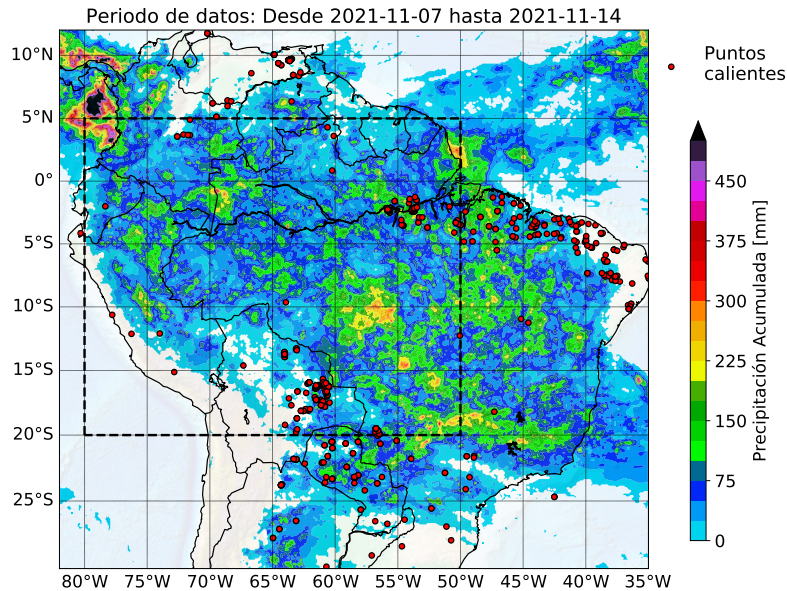 Periodo de datos: Desde 2021-11-07 hasta 2021-11-14
Puntos
calientes
10°N
5°N
0°
5°S
10°S
15°S
20°S
25°S
80°W
75°W
70°W
65°W
60°W
55°W
50°W
45°W
40°W
35°W
450
375
300
225
150
75
0
Precipitación Acumulada [mm]